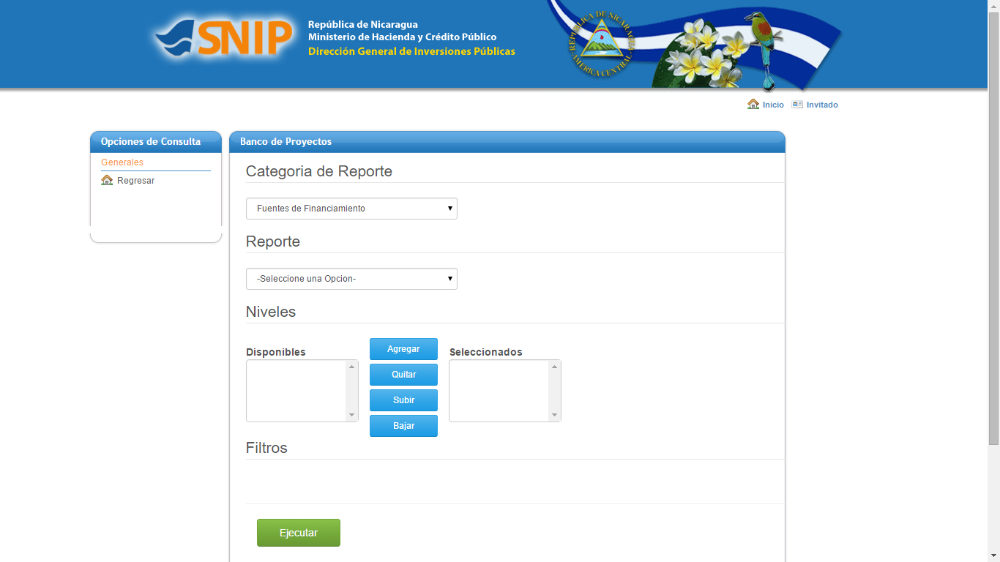 SNIP
República de Nicaragua
Ministerio de Hacienda y Crédito Público
Dirección General de Inversiones Públicas
REPÚBLICA DE NICARAGUA
AMERICA CENTRAL
Inicio
Invitado
Opciones de Consulta
Generales
Regresar
Banco de Proyectos
Categoria de Reporte
Fuentes de Financiamiento
Reporte
-Seleccione una Opcion-
Niveles
Disponibles
Agregar
Quitar
Subir
Bajar
Seleccionados
Filtros
Ejecutar